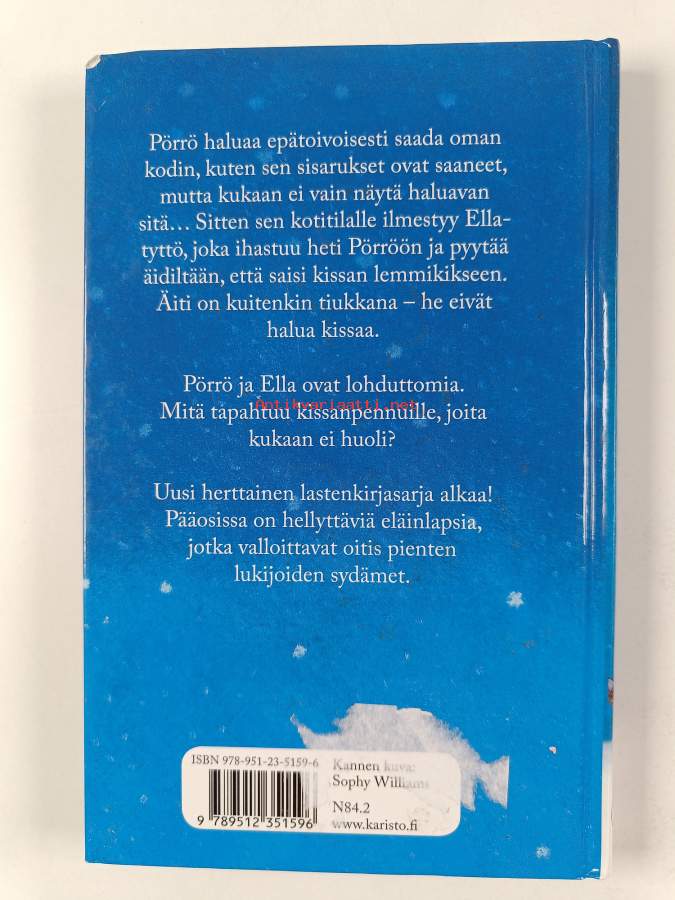 Pörrö haluaa epätoivoisesti saada oman
kodin, kuten sen sisarukset ovat saaneet,
mutta kukaan ei vain näytä haluavan
sitä… Sitten sen kotitilalle ilmestyy Ella-
tyttö, joka ihastuu heti Pörröön ja pyytää
äidiltään, että saisi kissan lemmikikseen.
Äiti on kuitenkin tiukkana – he eivät
halua kissaa.
Pörrö ja Ella ovat lohduttomia.
Antikvariaatti.net
Mitä tapahtuu kissanpennuille, joita
kukaan ei huoli?
Uusi herttainen lastenkirjasarja alkaa!
Pääosissa on hellyttäviä eläinlapsia,
jotka valloittavat oitis pienten
lukijoiden sydämet.
ISBN 978-951-23-5159-6
9 789512 351596
Kannen kuva:
Sophy Williams
N84.2
www.karisto.fi